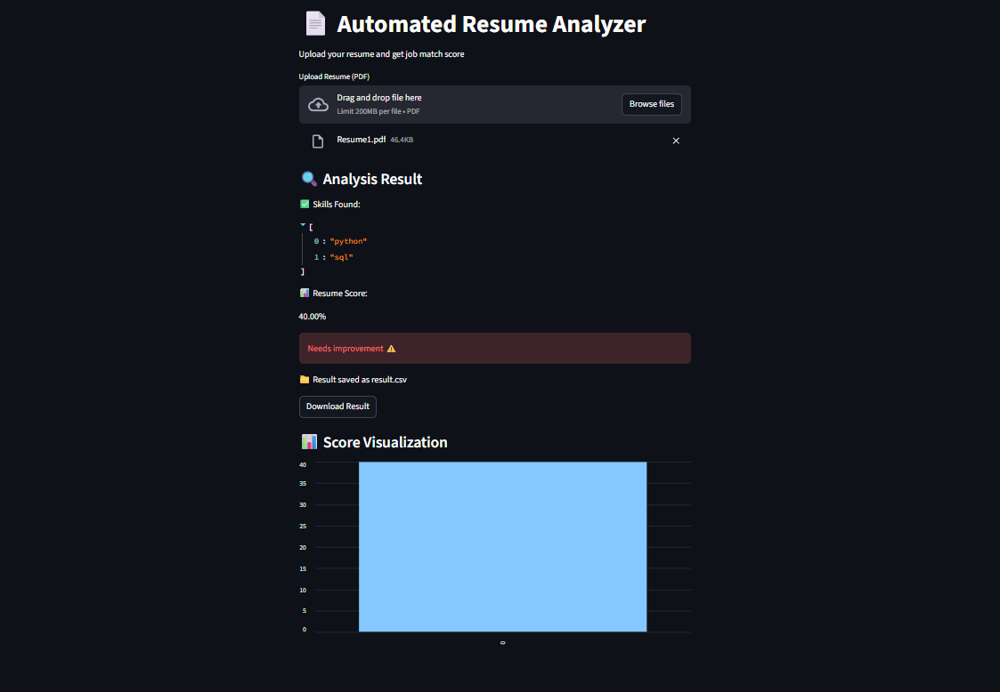 Automated Resume Analyzer
Upload your resume and get job match score
Upload Resume (PDF)
Drag and drop file here
Limit 200MB per file • PDF
Browse files
Resume1.pdf 46.4KB
Analysis Result
Skills Found:
[
0 : "python"
1 : "sql"
]
Resume Score:
40.00%
Needs improvement
Result saved as result.csv
Download Result
Score Visualization
40
35
30
25
20
15
10
5
0
0